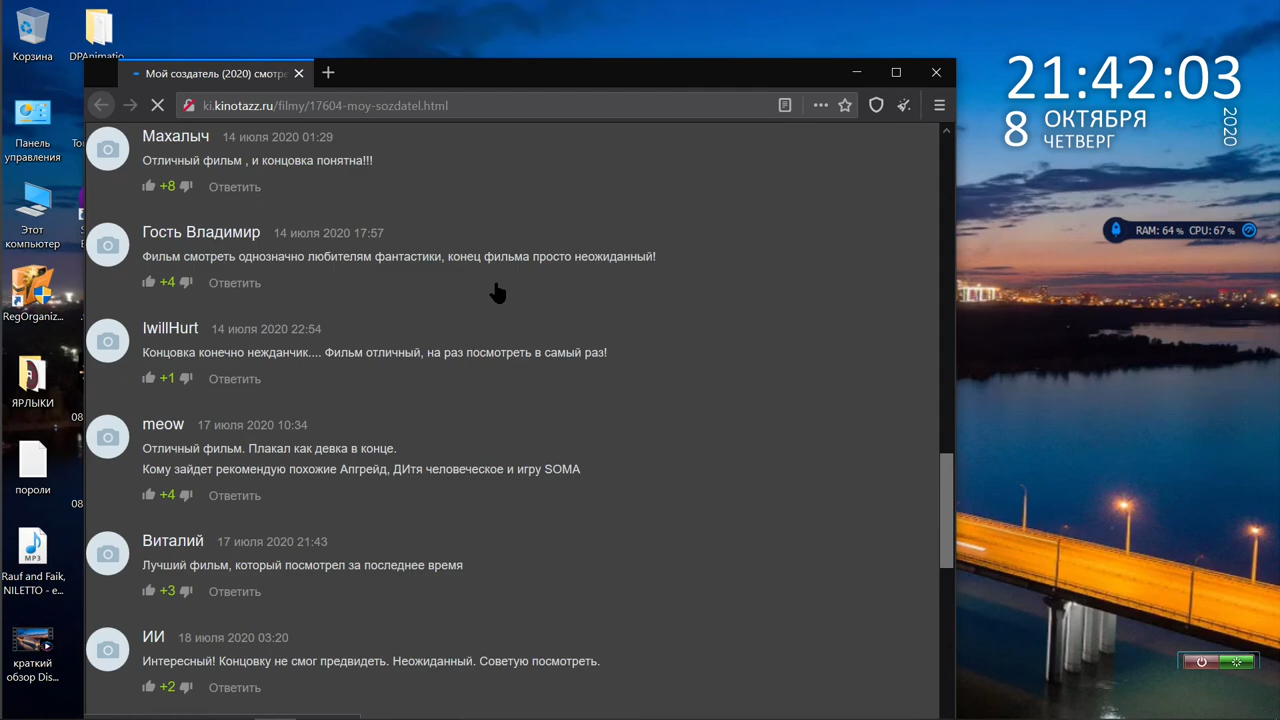 Корзина
DPAnimatio
Панель
управления
Этот
компьютер
RegOrganiz...
ЯРЛЫКИ
08
пороли
08
Rauf and Faik,
NILETTO - е...
краткий
обзор Dis...
Мой создатель (2020) смотре
ki.kinotazz.ru/filmy/17604-moy-sozdatel.html
Махалыч 14 июля 2020 01:29
Отличный фильм , и концовка понятна!!!
+8 Ответить
Гость Владимир 14 июля 2020 17:57
Фильм смотреть однозначно любителям фантастики, конец фильма просто неожиданный!
+4 Ответить
IwillHurt 14 июля 2020 22:54
Концовка конечно нежданчик.... Фильм отличный, на раз посмотреть в самый раз!
+1 Ответить
meow 17 июля 2020 10:34
Отличный фильм. Плакал как девка в конце.
Кому зайдет рекомендую похожие Апгрейд, ДИтя человеческое и игру SOMA
+4 Ответить
Виталий 17 июля 2020 21:43
Лучший фильм, который посмотрел за последнее время
+3 Ответить
ИИ 18 июля 2020 03:20
Интересный! Концовку не смог предвидеть. Неожиданный. Советую посмотреть.
+2 Ответить
21:42:03
8 ОКТЯБРЯ
ЧЕТВЕРГ
2020
RAM: 64 % CPU: 67 %
MP3